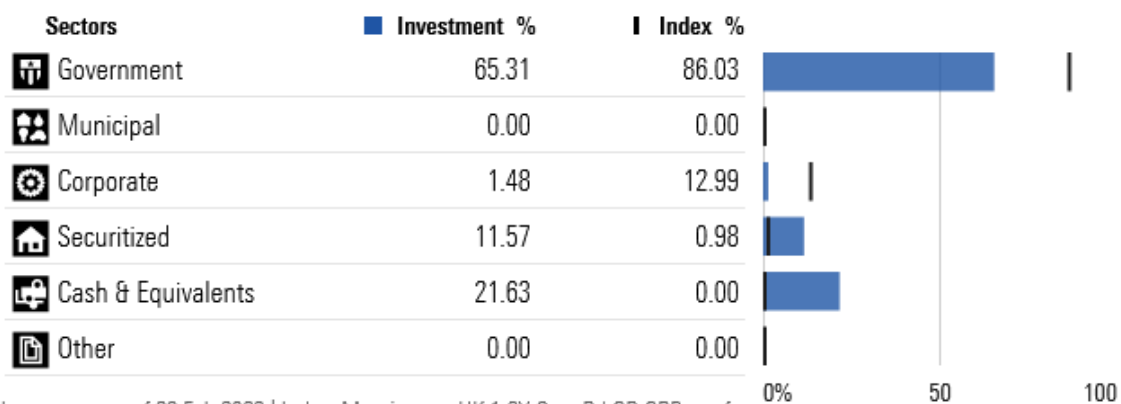 Sectors Investment % Index %
Government 65.31 86.03
Municipal 0.00 0.00
Corporate 1.48 12.99
Securitized 11.57 0.98
Cash & Equivalents 21.63 0.00
Other 0.00 0.00
0% 50 100